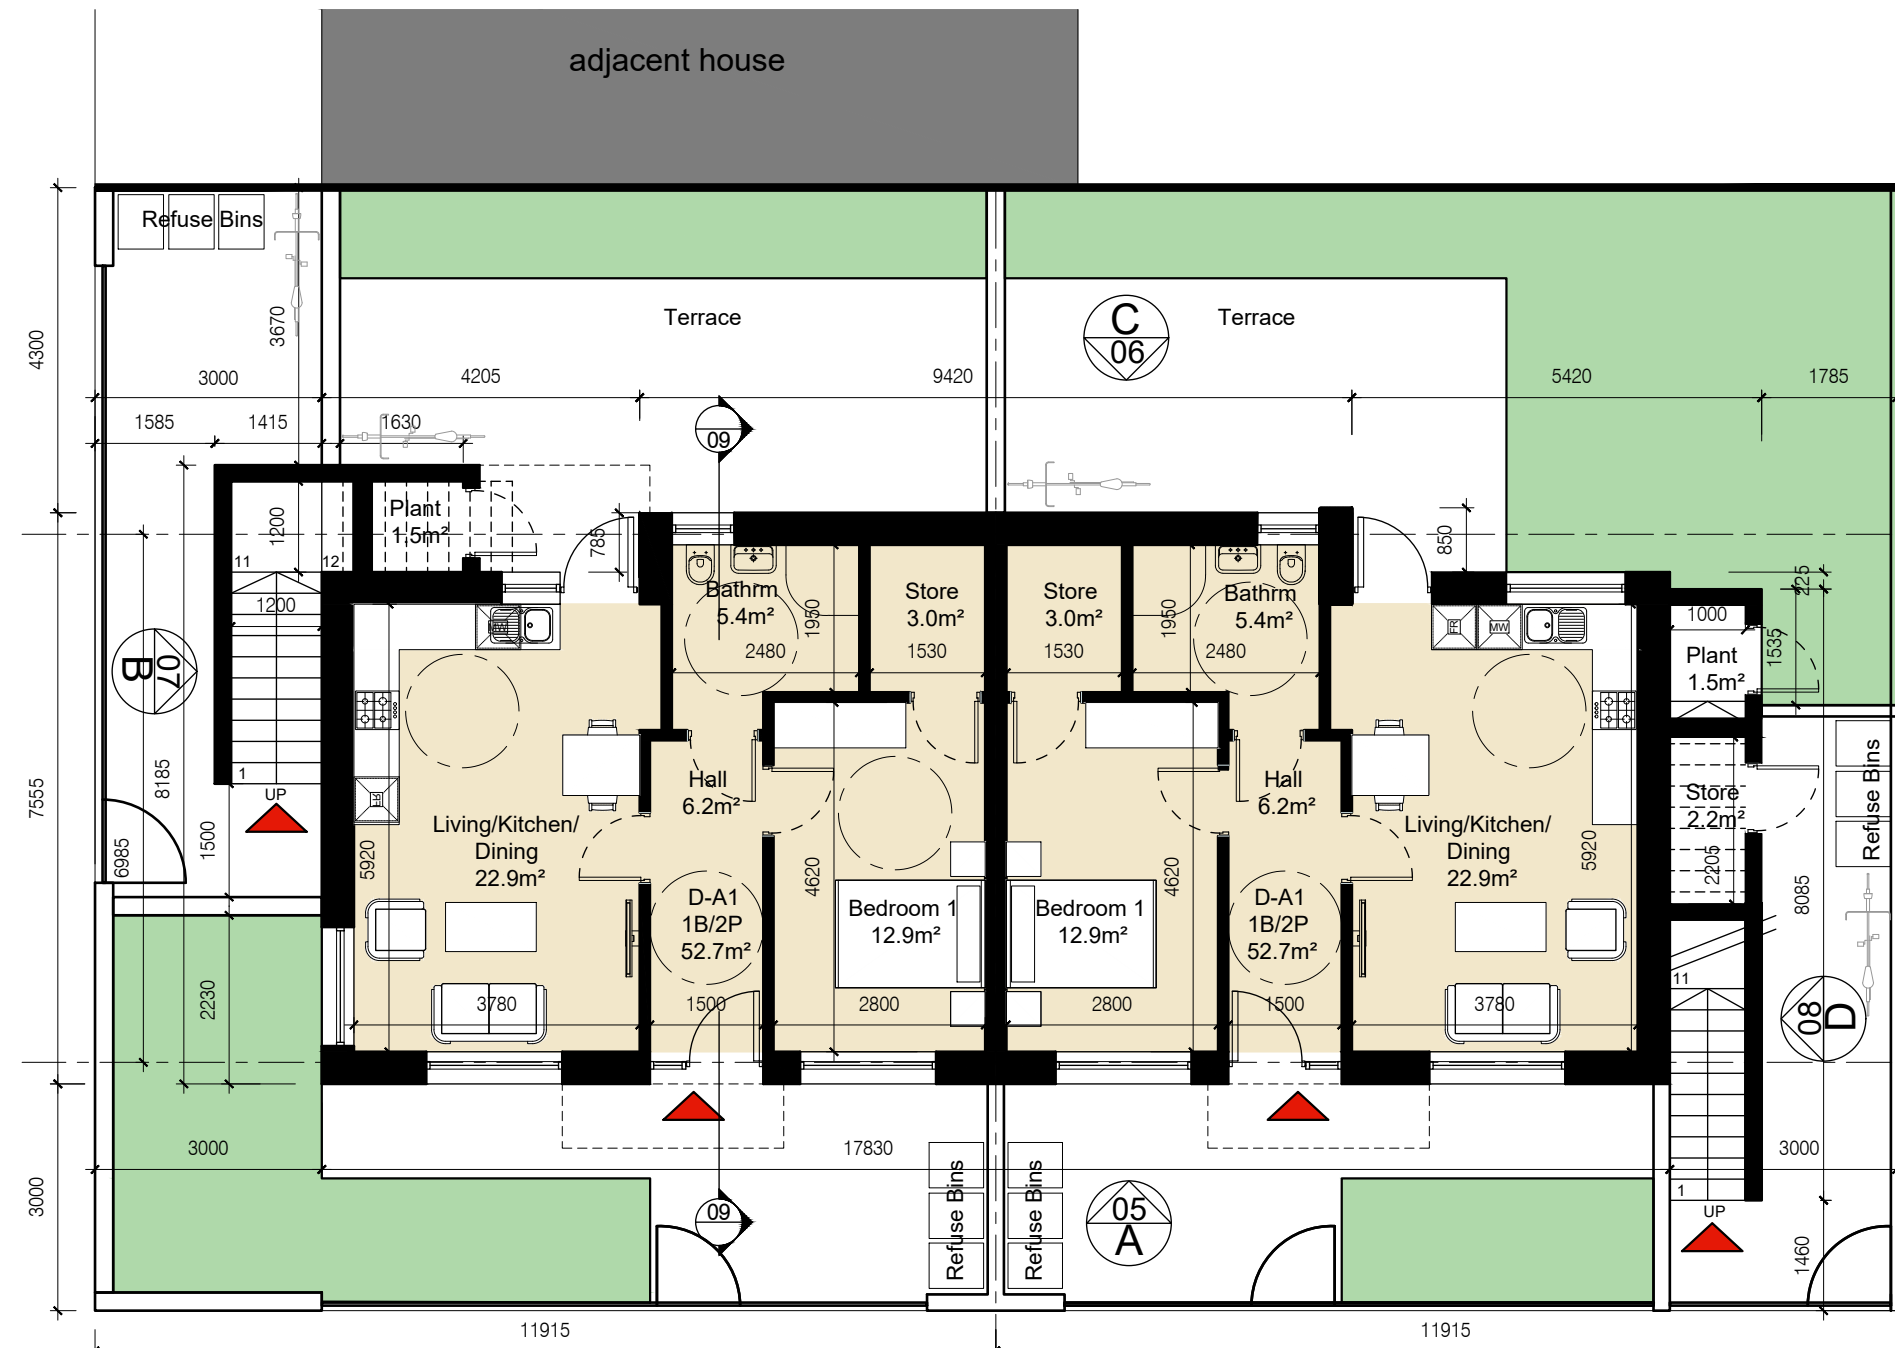 adjacent house
Refuse Bins
3670
4300
Terrace
Terrace
C
06
3000
4205
9420
5420
1785
1585
1415
1630
09
Plant
1.5m²
1200
785
850
11
12
1200
Bathrm
5.4m²
1950
2480
Store
3.0m²
1530
Store
3.0m²
1530
1950
Bathrm
5.4m²
2480
MW
FR
MW
225
1000
1535
Plant
1.5m²
B
07
8185
7555
6985
1
UP
1500
FR
Hall
6.2m²
Hall
6.2m²
Living/Kitchen/
Dining
22.9m²
5920
4620
4620
Living/Kitchen/
Dining
22.9m²
5920
Store
2.2m²
2205
Refuse Bins
8085
D-A1
1B/2P
52.7m²
Bedroom 1
12.9m²
Bedroom 1
12.9m²
D-A1
1B/2P
52.7m²
2230
3780
1500
2800
2800
1500
3780
11
08
D
3000
17830
3000
3000
Refuse Bins
Refuse Bins
09
05
A
1
UP
1460
11915
11915